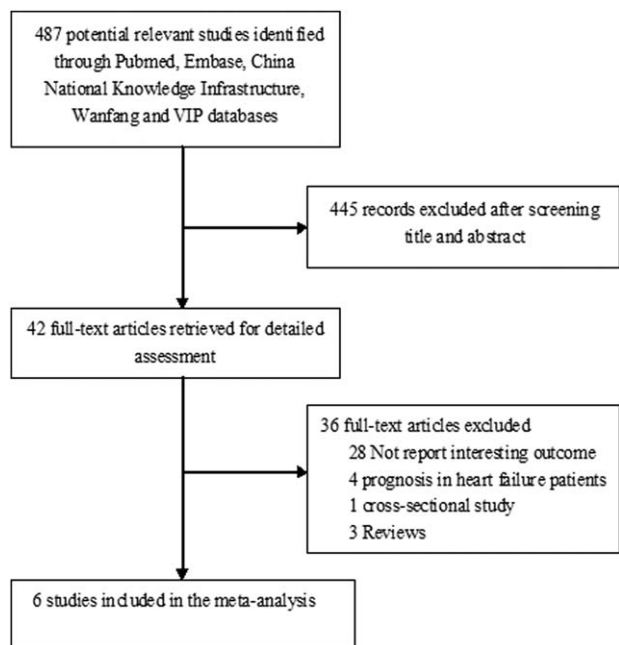 487 potential relevant studies identified
through Pubmed, Embase, China
National Knowledge Infrastructure,
Wanfang and VIP databases
445 records excluded after screening
title and abstract
42 full-text articles retrieved for detailed
assessment
36 full-text articles excluded
28 Not report interesting outcome
4 prognosis in heart failure patients
1 cross-sectional study
3 Reviews
6 studies included in the meta-analysis